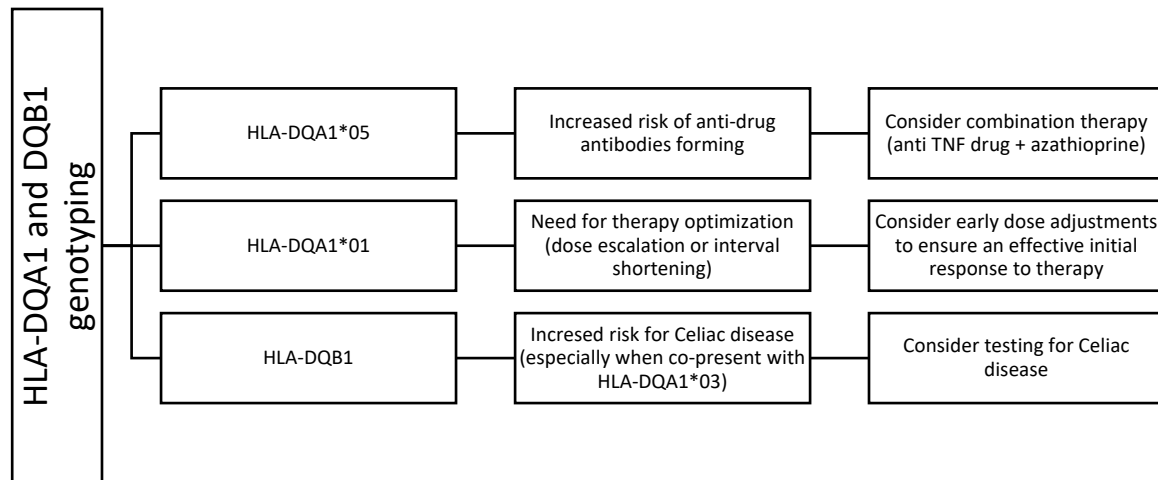 HLA-DQA1 and DQB1
genotyping
HLA-DQA1*05
Increased risk of anti-drug
antibodies forming
Consider combination therapy
(anti TNF drug + azathioprine)
HLA-DQA1*01
Need for therapy optimization
(dose escalation or interval
shortening)
Consider early dose adjustments
to ensure an effective initial
response to therapy
HLA-DQB1
Incresed risk for Celiac disease
(especially when co-present with
HLA-DQA1*03)
Consider testing for Celiac
disease